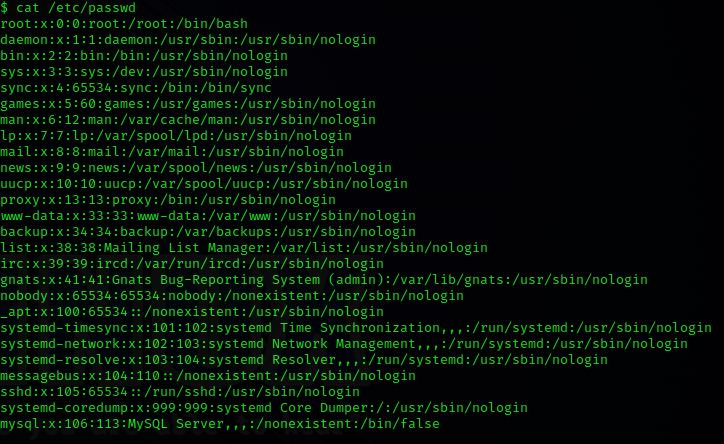 $ cat /etc/passwd
root:x:0:0:root:/root:/bin/bash
daemon:x:1:1:daemon:/usr/sbin:/usr/sbin/nologin
bin:x:2:2:bin:/bin:/usr/sbin/nologin
sys:x:3:3:sys:/dev:/usr/sbin/nologin
sync:x:4:65534:sync:/bin:/bin/sync
games:x:5:60:games:/usr/games:/usr/sbin/nologin
man:x:6:12:man:/var/cache/man:/usr/sbin/nologin
lp:x:7:7:lp:/var/spool/lpd:/usr/sbin/nologin
mail:x:8:8:mail:/var/mail:/usr/sbin/nologin
news:x:9:9:news:/var/spool/news:/usr/sbin/nologin
uucp:x:10:10:uucp:/var/spool/uucp:/usr/sbin/nologin
proxy:x:13:13:proxy:/bin:/usr/sbin/nologin
www-data:x:33:33:www-data:/var/www:/usr/sbin/nologin
backup:x:34:34:backup:/var/backups:/usr/sbin/nologin
list:x:38:38:Mailing List Manager:/var/list:/usr/sbin/nologin
irc:x:39:39:ircd:/var/run/ircd:/usr/sbin/nologin
gnats:x:41:41:Gnats Bug-Reporting System (admin):/var/lib/gnats:/usr/sbin/nologin
nobody:x:65534:65534:nobody:/nonexistent:/usr/sbin/nologin
_apt:x:100:65534::/nonexistent:/usr/sbin/nologin
systemd-timesync:x:101:102:systemd Time Synchronization,,,:/run/systemd:/usr/sbin/nologin
systemd-network:x:102:103:systemd Network Management,,,:/run/systemd:/usr/sbin/nologin
systemd-resolve:x:103:104:systemd Resolver,,,:/run/systemd:/usr/sbin/nologin
messagebus:x:104:110::/nonexistent:/usr/sbin/nologin
sshd:x:105:65534::/run/sshd:/usr/sbin/nologin
systemd-coredump:x:999:999:systemd Core Dumper:/:/usr/sbin/nologin
mysql:x:106:113:MySQL Server,,,:/nonexistent:/bin/false